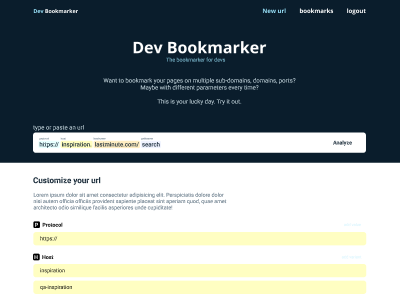 Dev Bookmarker
New url bookmarks logout
Dev Bookmarker
The bookmarker for devs
Want to bookmark your pages on multiple sub-domains, domains, ports?
Maybe with different parameters every time?
This is your lucky day. Try it out.
type or paste an url
https:// inspiration. lastminute.com/ search
Analyze
Customize your url
Lorem ipsum dolor sit amet consectetur adipisicing elit. Perspiciatis dolore dolor
nisi autem officia officiis provident sapiente placeat sint aperiam quod, quae amet
architecto odio similique facilis asperiores unde cupiditate!
P Protocol
https://
H Host
inspiration
qa-inspiration